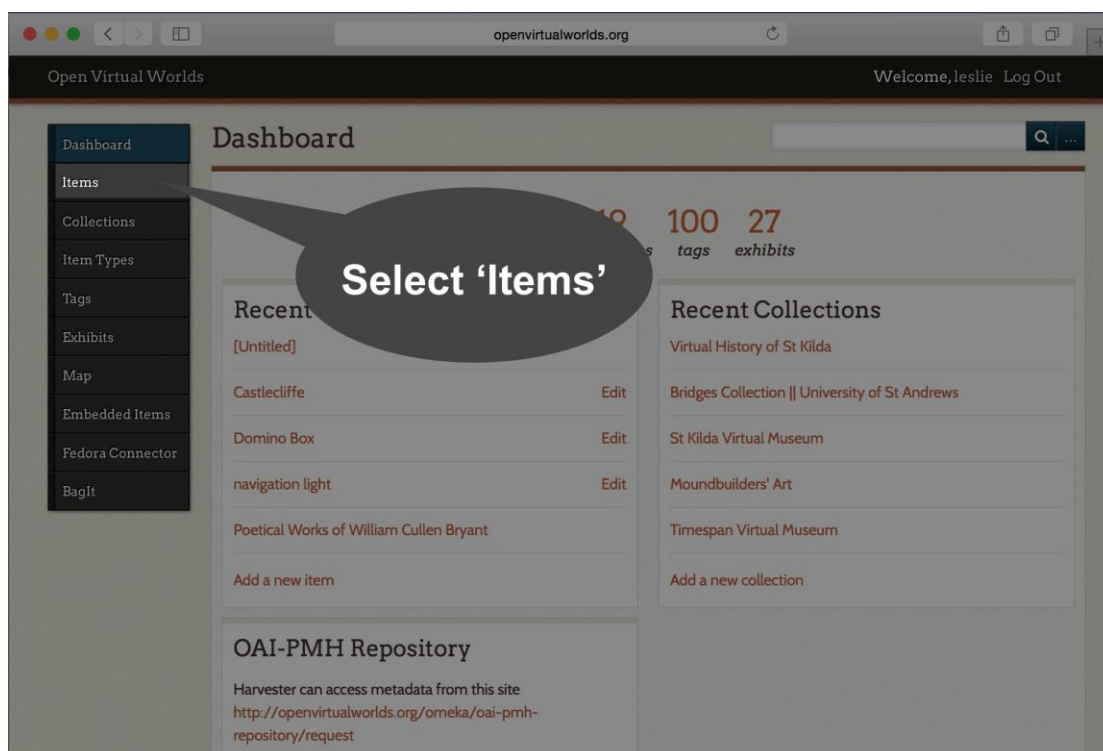 openvirtualworlds.org
Open Virtual Worlds
Welcome, leslie Log Out
Dashboard
Items
Collections
Item Types
Tags
Exhibits
Map
Embedded Items
Fedora Connector
BagIt
Dashboard
...
100 27
tags exhibits
Select ‘Items’
Recent
[Untitled]
Castlecliffe Edit
Domino Box Edit
navigation light Edit
Poetical Works of William Cullen Bryant
Add a new item
Recent Collections
Virtual History of St Kilda
Bridges Collection || University of St Andrews
St Kilda Virtual Museum
Moundbuilders' Art
Timespan Virtual Museum
Add a new collection
OAI-PMH Repository
Harvester can access metadata from this site
http://openvirtualworlds.org/omeka/oai-pmh-
repository/request